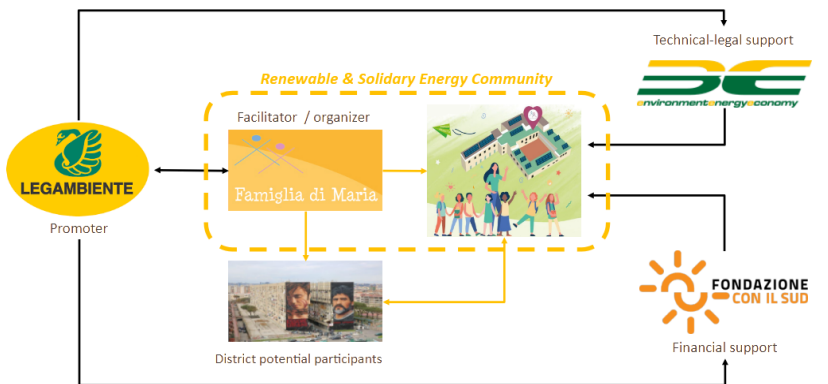 Technical-legal support
Renewable & Solidary Energy Community
environmentenergyeconomy
Facilitator / organizer
LEGAMBIENTE
Famiglia di Maria
Promoter
FONDAZIONE
CON IL SUD
District potential participants
Financial support